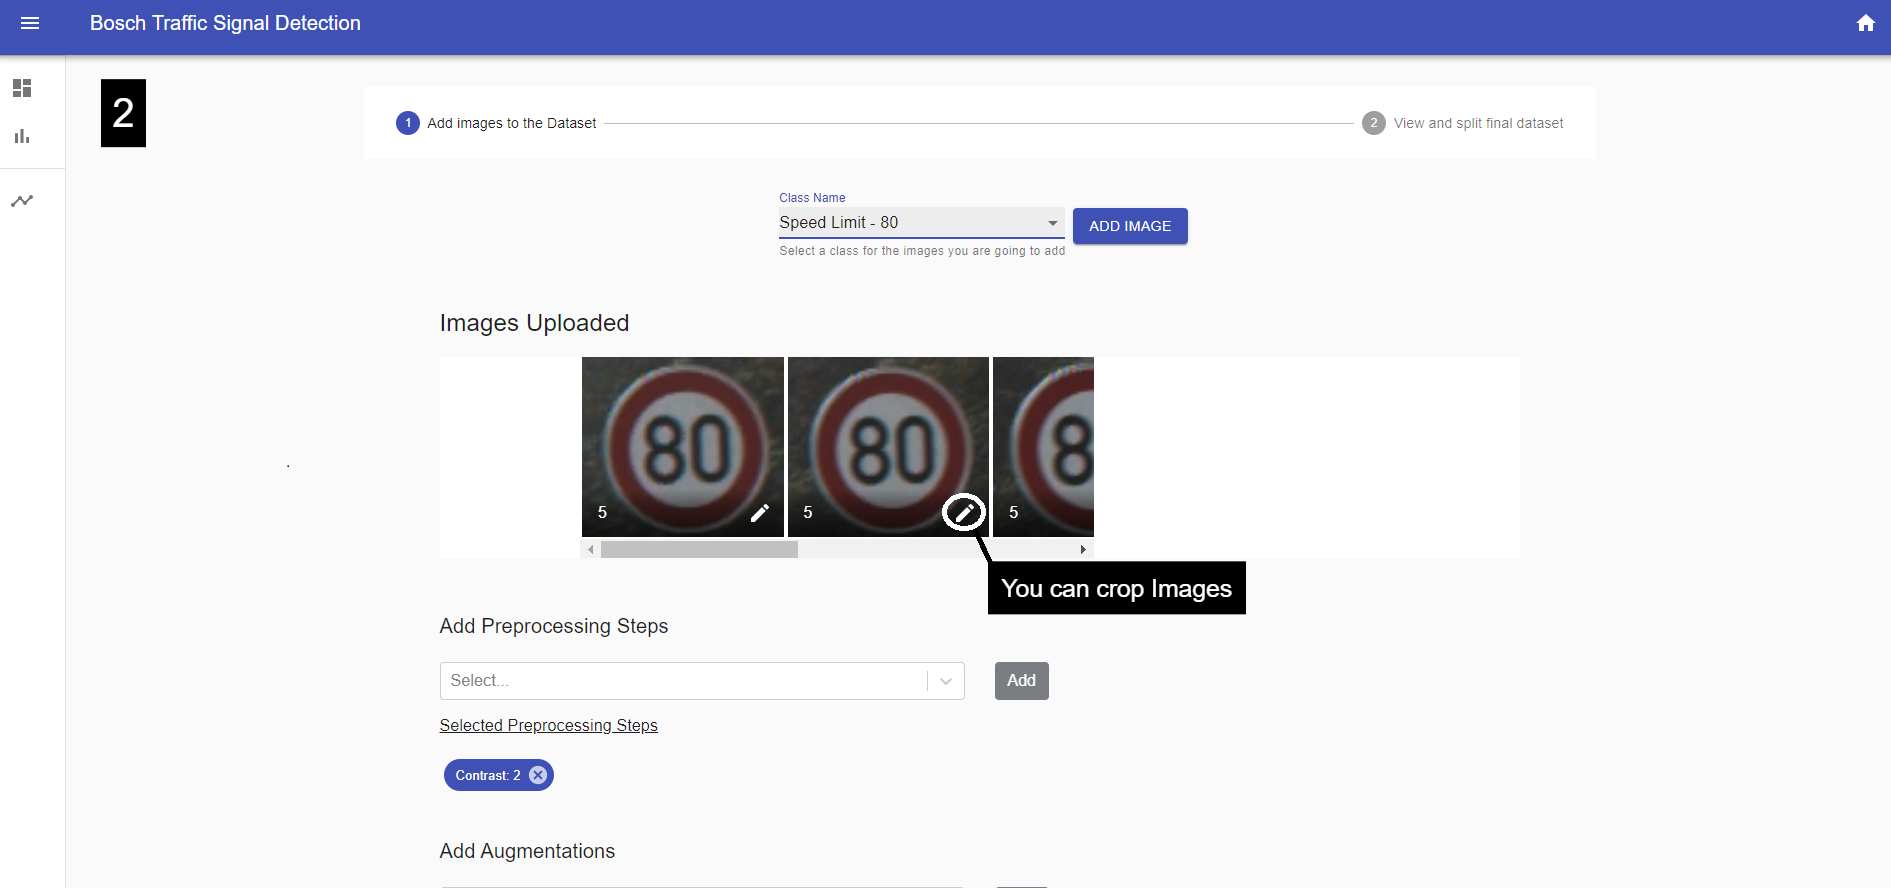 Bosch Traffic Signal Detection
2
1 Add images to the Dataset
2 View and split final dataset
Class Name
Speed Limit - 80
ADD IMAGE
Select a class for the images you are going to add
Images Uploaded
80
80
8
5
5
5
You can crop Images
Add Preprocessing Steps
Select...
Add
Selected Preprocessing Steps
Contrast: 2
Add Augmentations